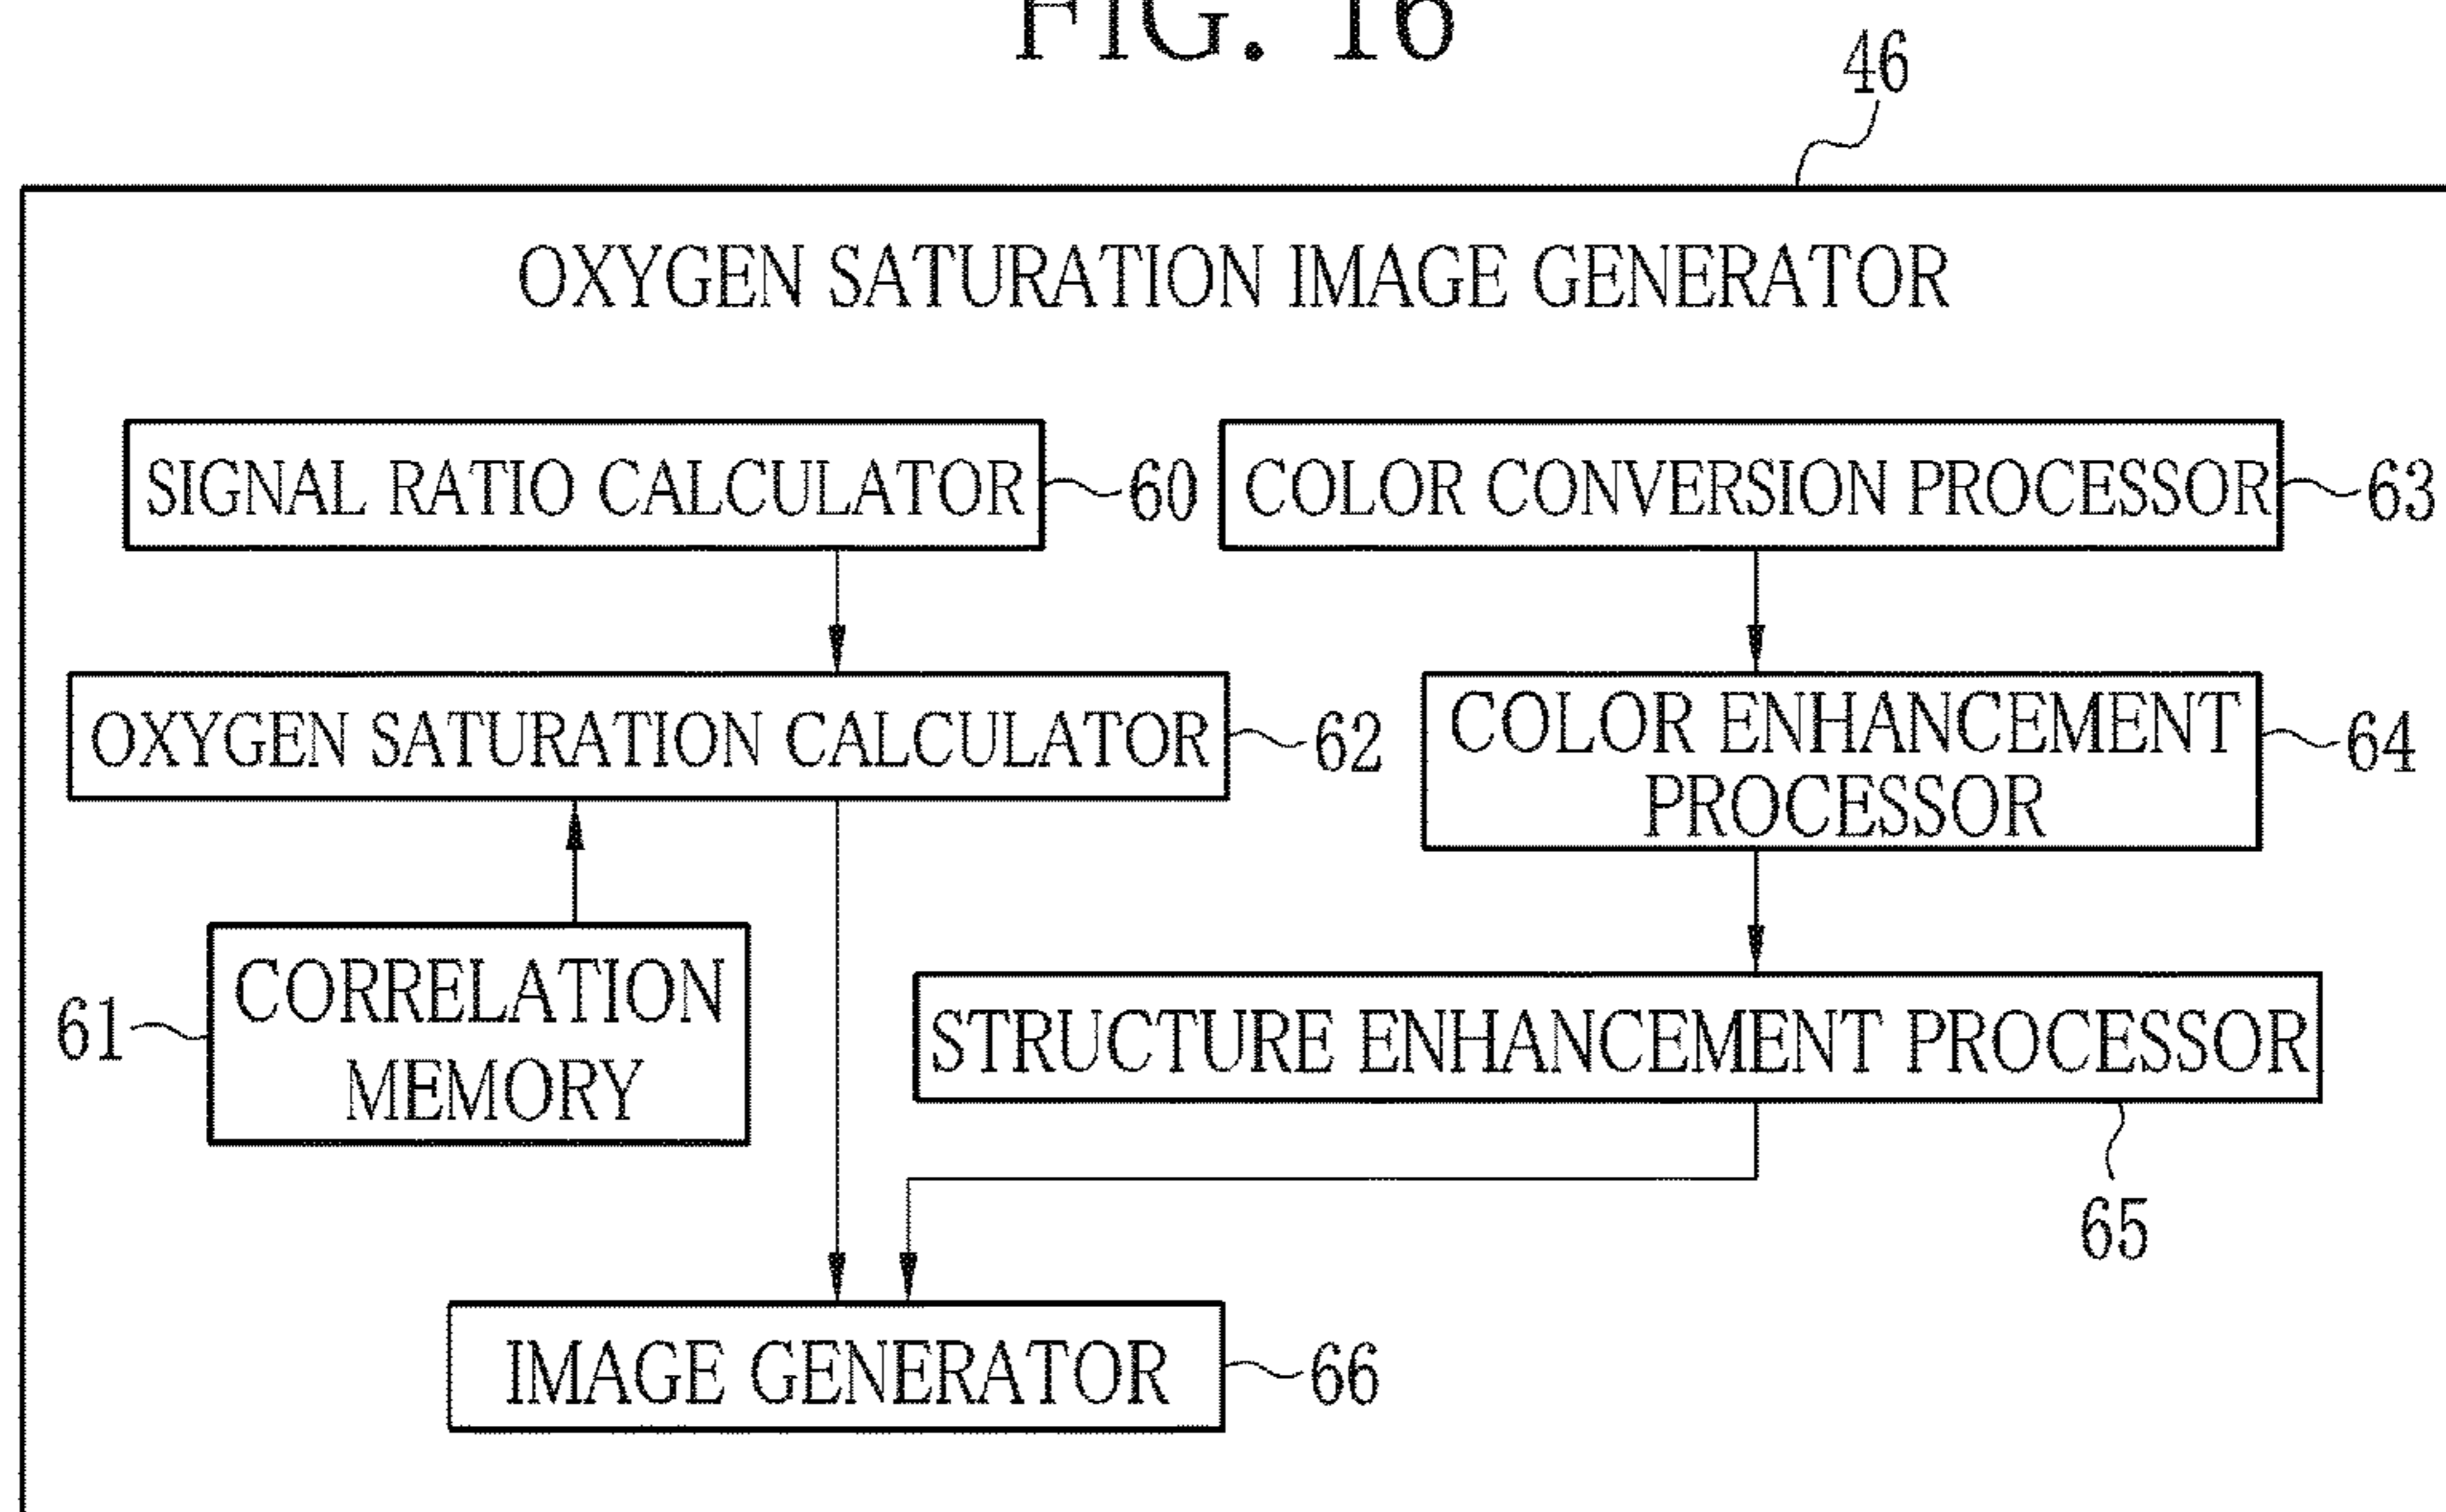 FIG. 16
46
OXYGEN SATURATION IMAGE GENERATOR
SIGNAL RATIO CALCULATOR
60
COLOR CONVERSION PROCESSOR
63
OXYGEN SATURATION CALCULATOR
62
COLOR ENHANCEMENT
PROCESSOR
64
61
CORRELATION
MEMORY
STRUCTURE ENHANCEMENT PROCESSOR
65
IMAGE GENERATOR
66